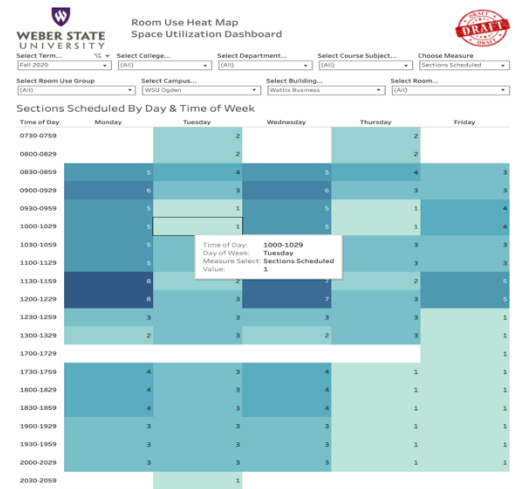 WEBER STATE
UNIVERSITY
Room Use Heat Map
Space Utilization Dashboard
DRAFT
DRAFT
DRAFT
Select Term... Select College... Select Department... Select Course Subject... Choose Measure
Fall 2020 (All) (All) (All) Sections Scheduled
Select Room Use Group Select Campus... Select Building... Select Room...
(All) WSU Ogden Wattis Business (All)
Sections Scheduled By Day & Time of Week
Time of Day Monday Tuesday Wednesday Thursday Friday
0730-0759 2 2
0800-0829 2 2
0830-0859 5 4 5 4 3
0900-0929 6 3 6 3 3
0930-0959 5 1 5 1 4
1000-1029 5 1 5 1 4
Time of Day: 1000-1029
Day of Week: Tuesday
Measure Select: Sections Scheduled
Value: 1
1030-1059 5 3 3
1100-1129 5 3 3
1130-1159 8 2 7 2 5
1200-1229 8 3 7 3 5
1230-1259 3 3 3 3 1
1300-1329 2 3 2 3 1
1700-1729 1
1730-1759 4 3 4 1 1
1800-1829 4 3 4 1 1
1830-1859 4 3 4 1 1
1900-1929 3 3 3 1 1
1930-1959 3 3 3 1 1
2000-2029 3 3 3 1 1
2030-2059 1